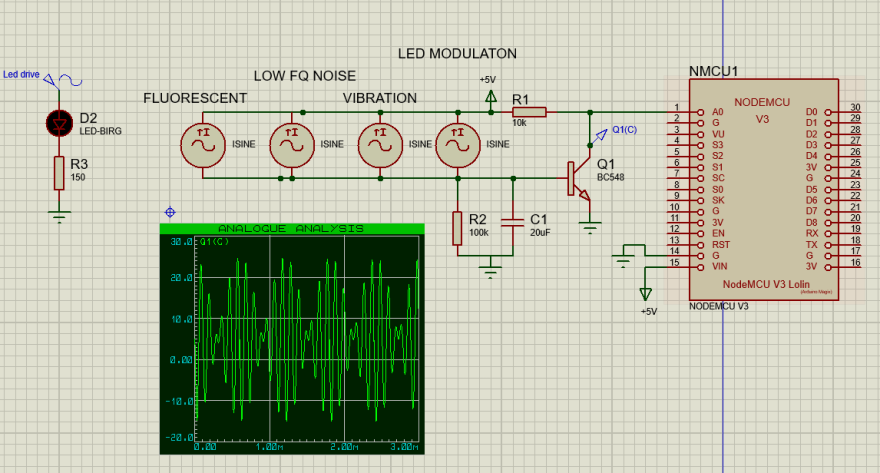 LED MODULATON
LOW FQ NOISE
FLUORESCENT
VIBRATION
Led drive
D2
LED-BIRG
R3
150
ISINE
ISINE
ISINE
ISINE
+5V
R1
10k
Q1(C)
Q1
BC548
R2
100k
C1
20uF
NMCU1
NODEMCU
V3
1 A0 D0 30
2 G D1 29
3 VU D2 28
4 S3 D3 27
5 S2 D4 26
6 S1 3V 25
7 SC G 24
8 S0 D5 23
9 SK D6 22
10 G D7 21
11 3V D8 20
12 EN RX 19
13 RST TX 18
14 G G 17
15 VIN 3V 16
NodeMCU V3 Lolin
NODEMCU V3
+5V
ANALOGUE ANALYSIS
Q1(C)
30.0
20.0
10.0
0.00
-10.0
-20.0
0.00 1.00m 2.00m 3.00m